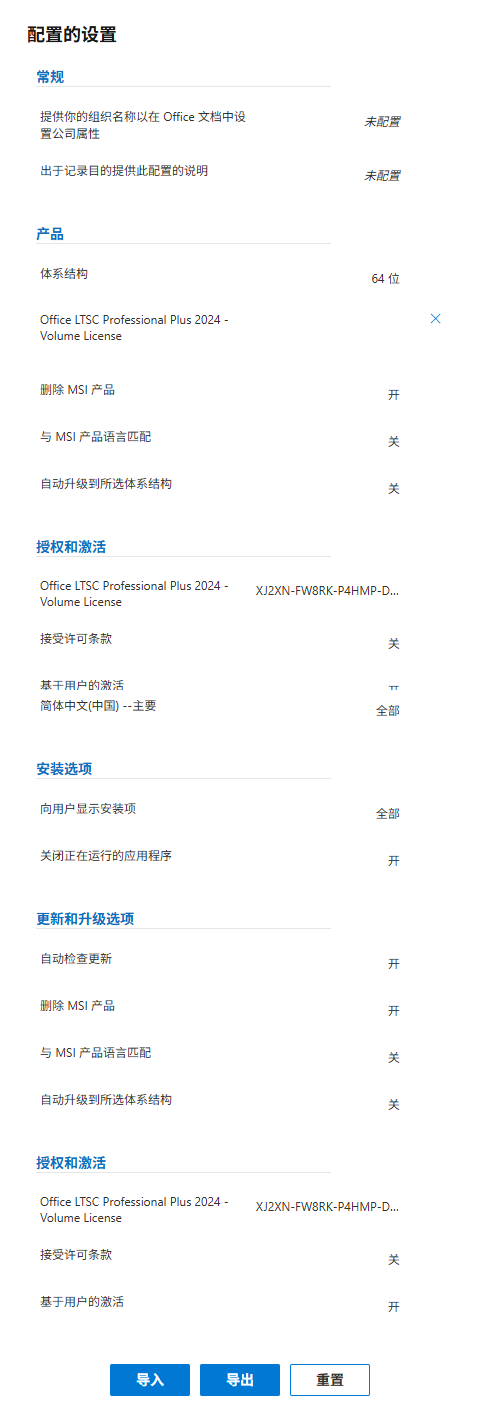 配置的设置
常规
提供你的组织名称以在 Office 文档中设
置公司属性
未配置
出于记录目的提供此配置的说明
未配置
产品
体系结构
64 位
Office LTSC Professional Plus 2024 -
Volume License
删除 MSI 产品
开
与 MSI 产品语言匹配
关
自动升级到所选体系结构
关
授权和激活
Office LTSC Professional Plus 2024 -
Volume License
XJ2XN-FW8RK-P4HMP-D...
接受许可条款
关
基于用户的激活
简体中文(中国) --主要
全部
安装选项
向用户显示安装项
全部
关闭正在运行的应用程序
开
更新和升级选项
自动检查更新
开
删除 MSI 产品
开
与 MSI 产品语言匹配
关
自动升级到所选体系结构
关
授权和激活
Office LTSC Professional Plus 2024 -
Volume License
XJ2XN-FW8RK-P4HMP-D...
接受许可条款
关
基于用户的激活
开
导入
导出
重置